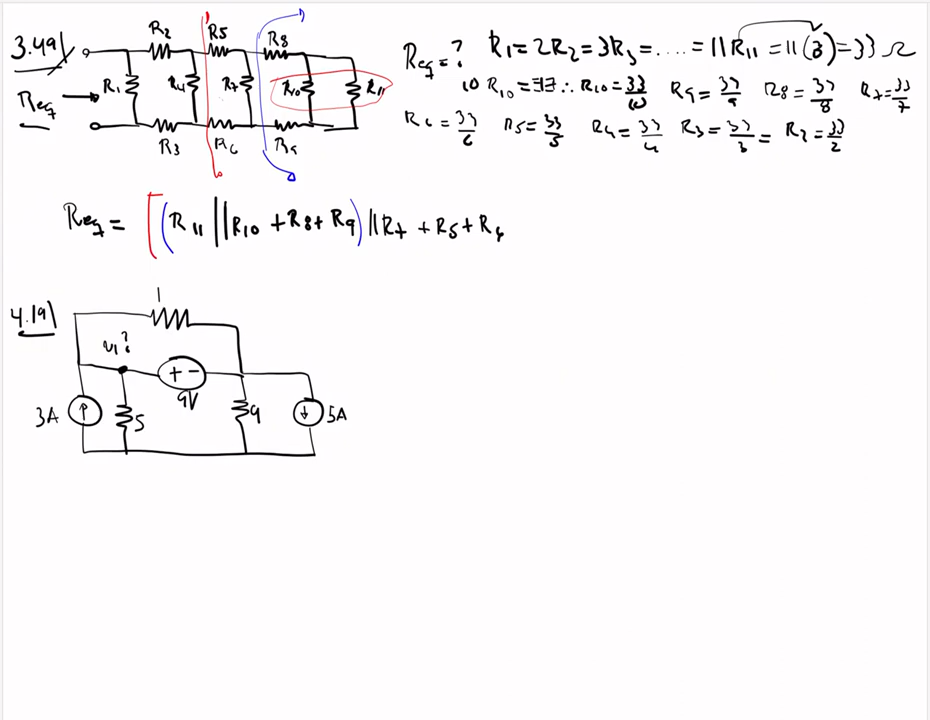 3.49)
Req
R1 R2 R3 R4 R5 R6 R7 R8 R9 R10 R11
Req = ? R1 = 2R2 = 3R3 = .... = 11R11 = 11(3) = 33 Ω
10 R10 = 33 ∴ R10 = 33/10 R9 = 33/9 R8 = 33/8 R7 = 33/7
R6 = 33/6 R5 = 33/5 R4 = 33/4 R3 = 33/3 = R2 = 33/2
Req = [(R11 || R10 + R8 + R9) || R7 + R5 + R6
4.19)
1
v1?
+ -
9V
3A 5 9 5A